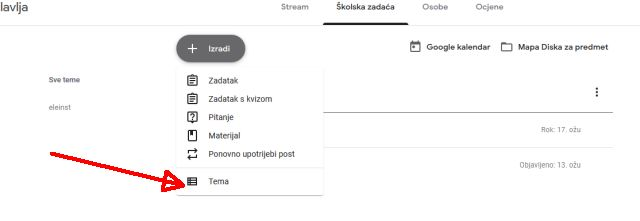 lavlja
Stream
Školska zadaća
Osobe
Ocjene
Izradi
Google kalendar
Mapa Diska za predmet
Sve teme
eleinst
Zadatak
Zadatak s kvizom
Pitanje
Materijal
Ponovno upotrijebi post
Tema
Rok: 17. ožu
Objavljeno: 13. ožu